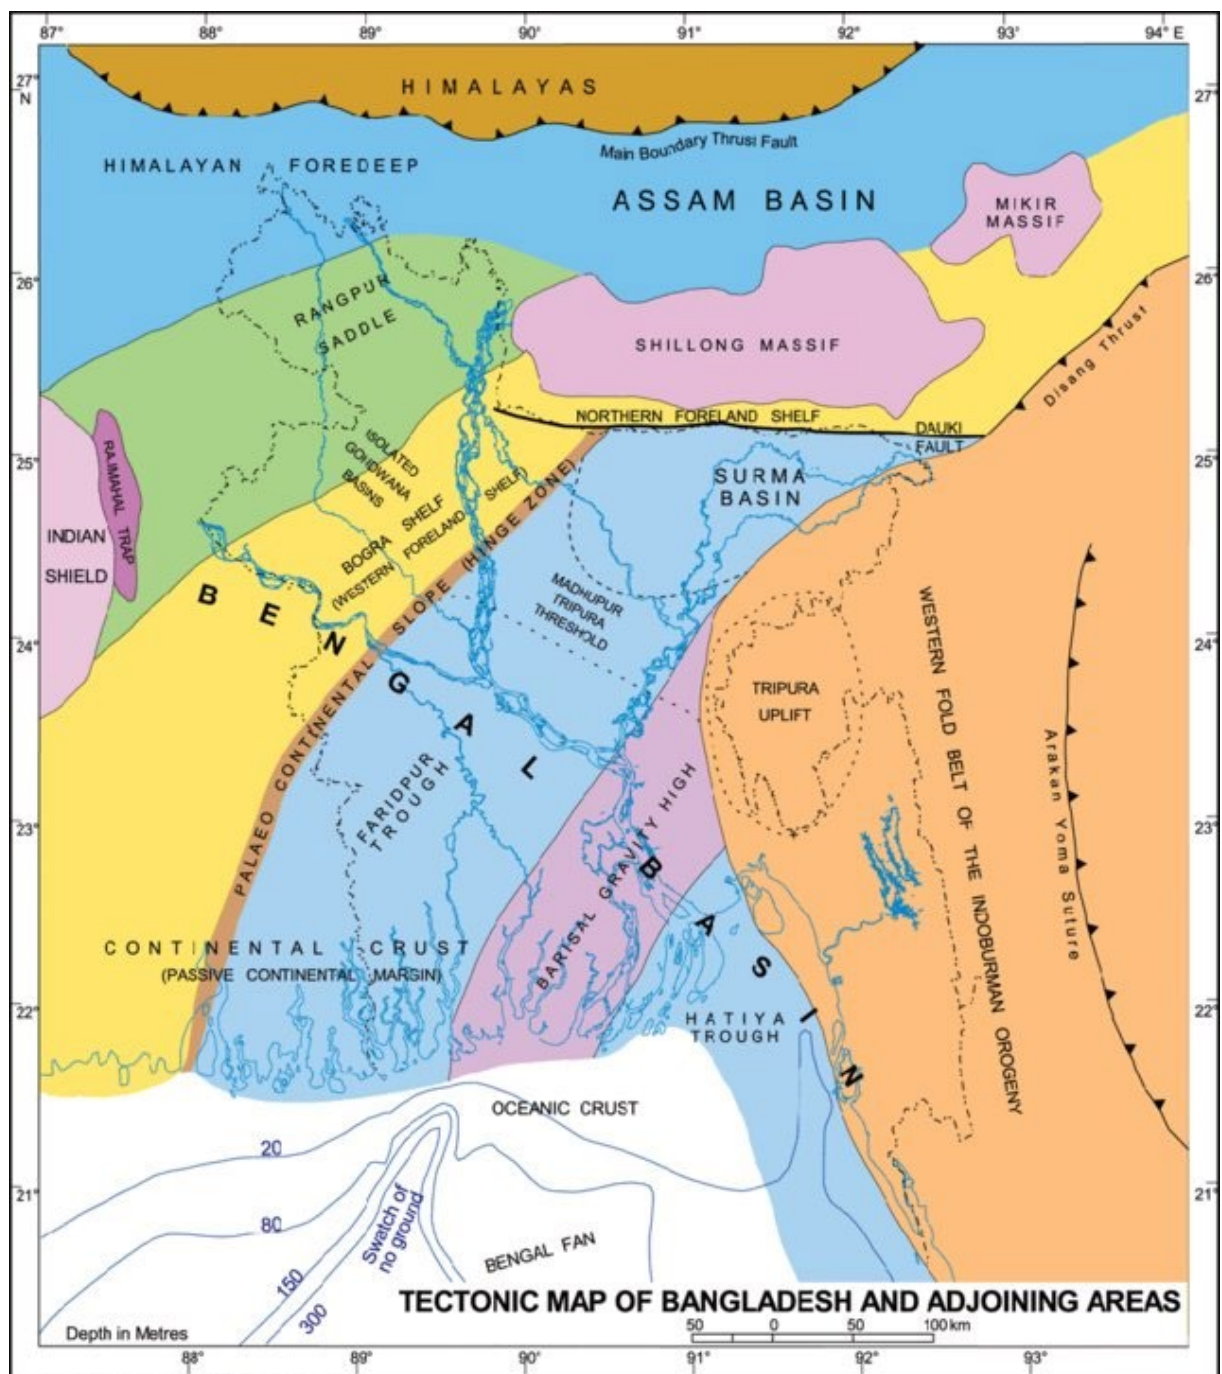 87° 88° 89° 90° 91° 92° 93° 94° E
27°
N
27°
HIMALAYAS
Main Boundary Thrust Fault
HIMALAYAN FOREDEEP
ASSAM BASIN
MIKIR
MASSIF
26°
26°
RANGPUR
SADDLE
SHILLONG MASSIF
Disang Thrust
NORTHERN FORELAND SHELF
DAUKI
FAULT
25°
25°
RAJMAHAL TRAP
ISOLATED
GONDWANA
BASINS
SURMA
BASIN
INDIAN
SHIELD
BOGRA SHELF
(WESTERN FORELAND SHELF)
PALAEO CONTINENTAL SLOPE (HINGE ZONE)
MADHUPUR
TRIPURA
THRESHOLD
BENGAL BASIN
24°
24°
TRIPURA
UPLIFT
WESTERN FOLD BELT OF THE INDOBURMAN OROGENY
Arakan Yoma Suture
FARIDPUR
TROUGH
23°
23°
BARISAL GRAVITY HIGH
CONTINENTAL CRUST
(PASSIVE CONTINENTAL MARGIN)
22°
22°
HATIYA
TROUGH
OCEANIC CRUST
20
80
150
300
Swatch of
no ground
21°
21°
BENGAL FAN
TECTONIC MAP OF BANGLADESH AND ADJOINING AREAS
Depth in Metres
50 0 50 100 km
88° 89° 90° 91° 92° 93°